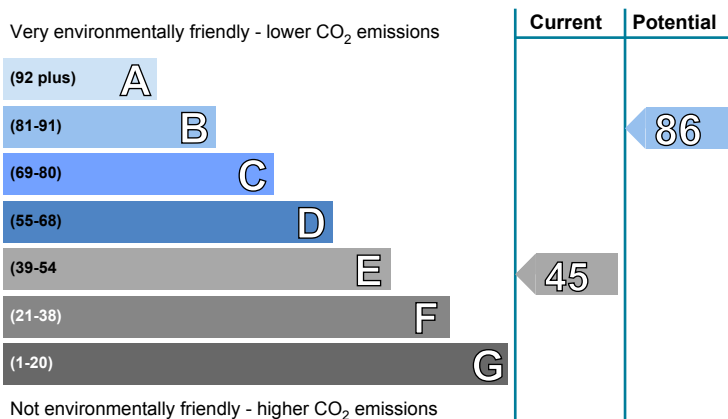 Current Potential
Very environmentally friendly - lower CO2 emissions
(92 plus) A
(81-91) B
86
(69-80) C
(55-68) D
(39-54 E
45
(21-38) F
(1-20) G
Not environmentally friendly - higher CO2 emissions